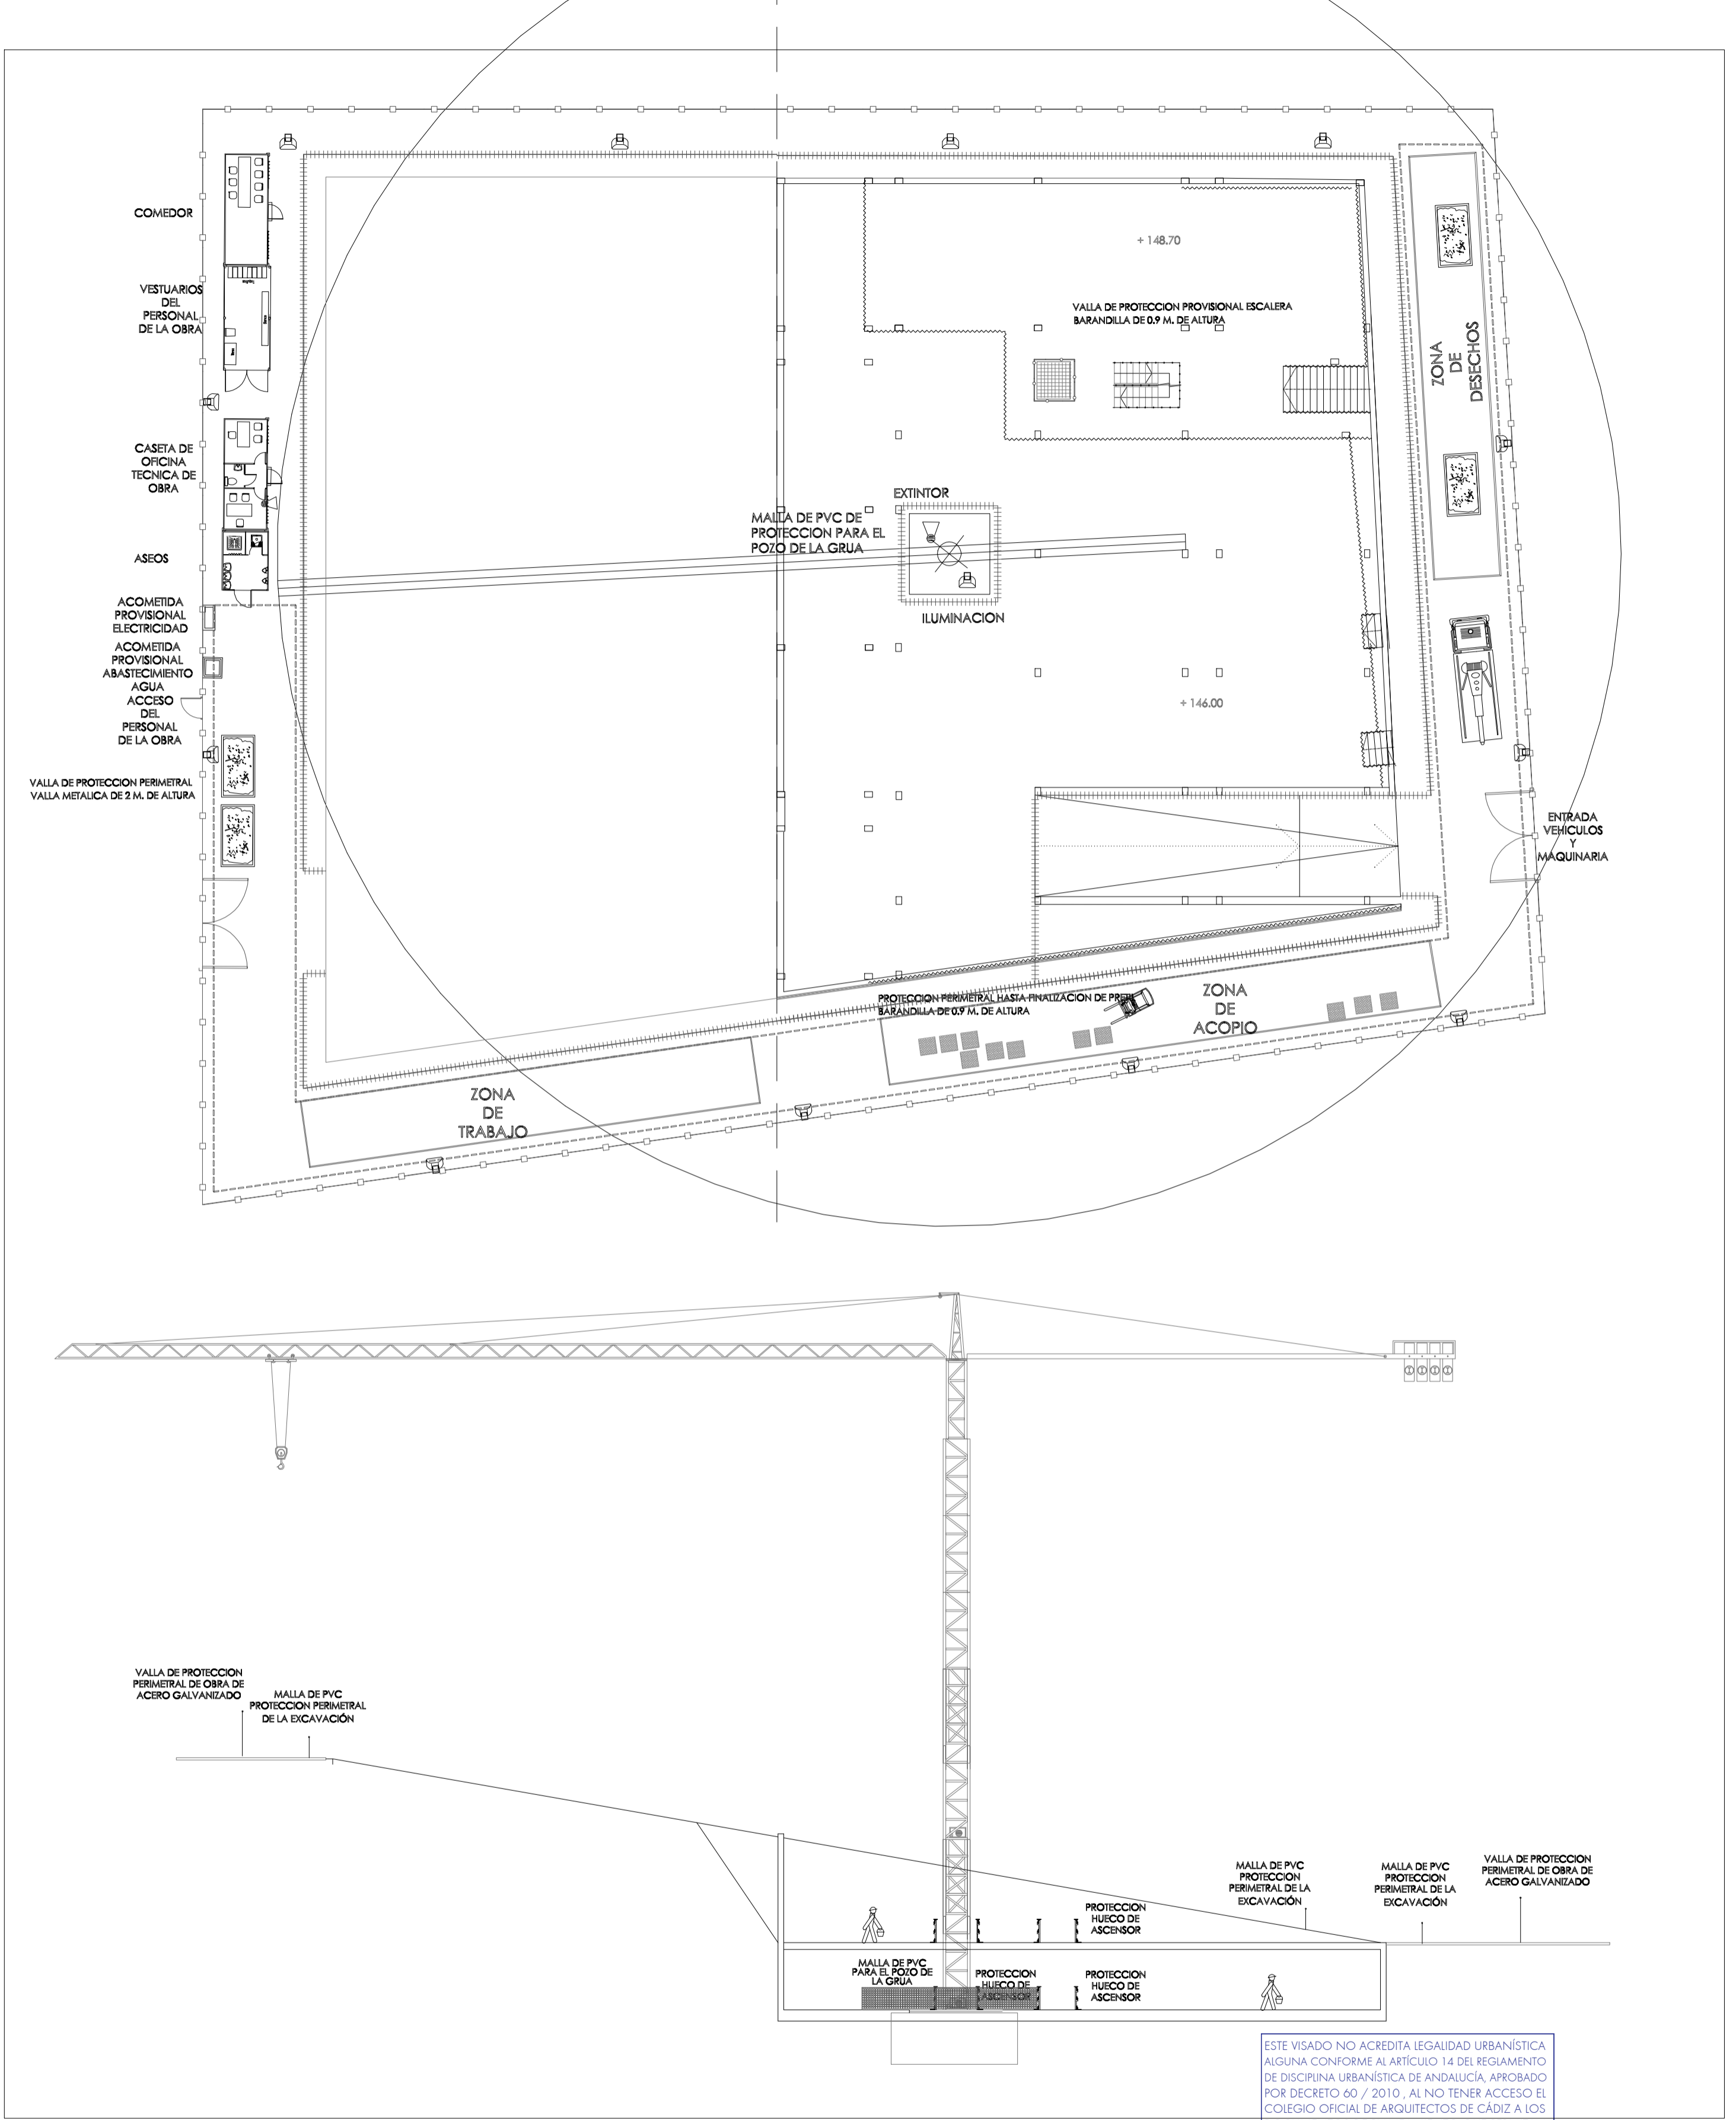 COMEDOR
+ 148.70
VESTUARIOS
DEL
PERSONAL
DE LA OBRA
VALLA DE PROTECCION PROVISIONAL ESCALERA
BARANDILLA DE 0.9 M. DE ALTURA
ZONA
DE
DESECHOS
CASETA DE
OFICINA
TECNICA DE
OBRA
EXTINTOR
MALLA DE PVC DE
PROTECCION PARA EL
POZO DE LA GRUA
ASEOS
ILUMINACION
ACOMETIDA
PROVISIONAL
ELECTRICIDAD
ACOMETIDA
PROVISIONAL
ABASTECIMIENTO
AGUA
ACCESO
DEL
PERSONAL
DE LA OBRA
+ 146.00
VALLA DE PROTECCION PERIMETRAL
VALLA METALICA DE 2 M. DE ALTURA
ENTRADA
VEHICULOS
Y
MAQUINARIA
PROTECCION PERIMETRAL HASTA FINALIZACION DE PRETIL
BARANDILLA DE 0.9 M. DE ALTURA
ZONA
DE
ACOPIO
ZONA
DE
TRABAJO
VALLA DE PROTECCION
PERIMETRAL DE OBRA DE
ACERO GALVANIZADO
MALLA DE PVC
PROTECCION PERIMETRAL
DE LA EXCAVACIÓN
MALLA DE PVC
PROTECCION
PERIMETRAL DE LA
EXCAVACIÓN
MALLA DE PVC
PROTECCION
PERIMETRAL DE LA
EXCAVACIÓN
VALLA DE PROTECCION
PERIMETRAL DE OBRA DE
ACERO GALVANIZADO
PROTECCION
HUECO DE
ASCENSOR
MALLA DE PVC
PARA EL POZO DE
LA GRUA
PROTECCION
HUECO DE
ASCENSOR
PROTECCION
HUECO DE
ASCENSOR
ESTE VISADO NO ACREDITA LEGALIDAD URBANÍSTICA
ALGUNA CONFORME AL ARTÍCULO 14 DEL REGLAMENTO
DE DISCIPLINA URBANÍSTICA DE ANDALUCÍA, APROBADO
POR DECRETO 60 / 2010 , AL NO TENER ACCESO EL
COLEGIO OFICIAL DE ARQUITECTOS DE CÁDIZ A LOS